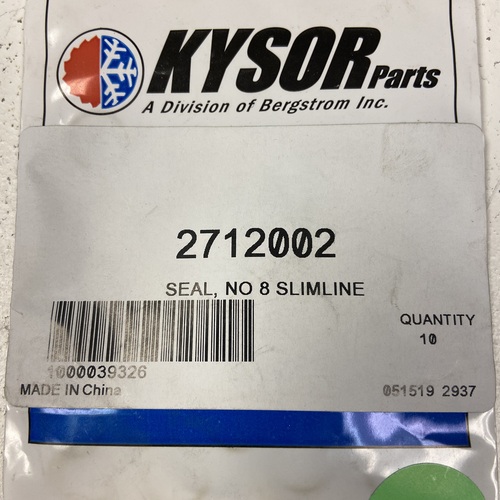 KYSOR Parts
A Division of Bergstrom Inc.
2712002
SEAL, NO 8 SLIMLINE
QUANTITY
10
1000039326
MADE IN China
051519 2937